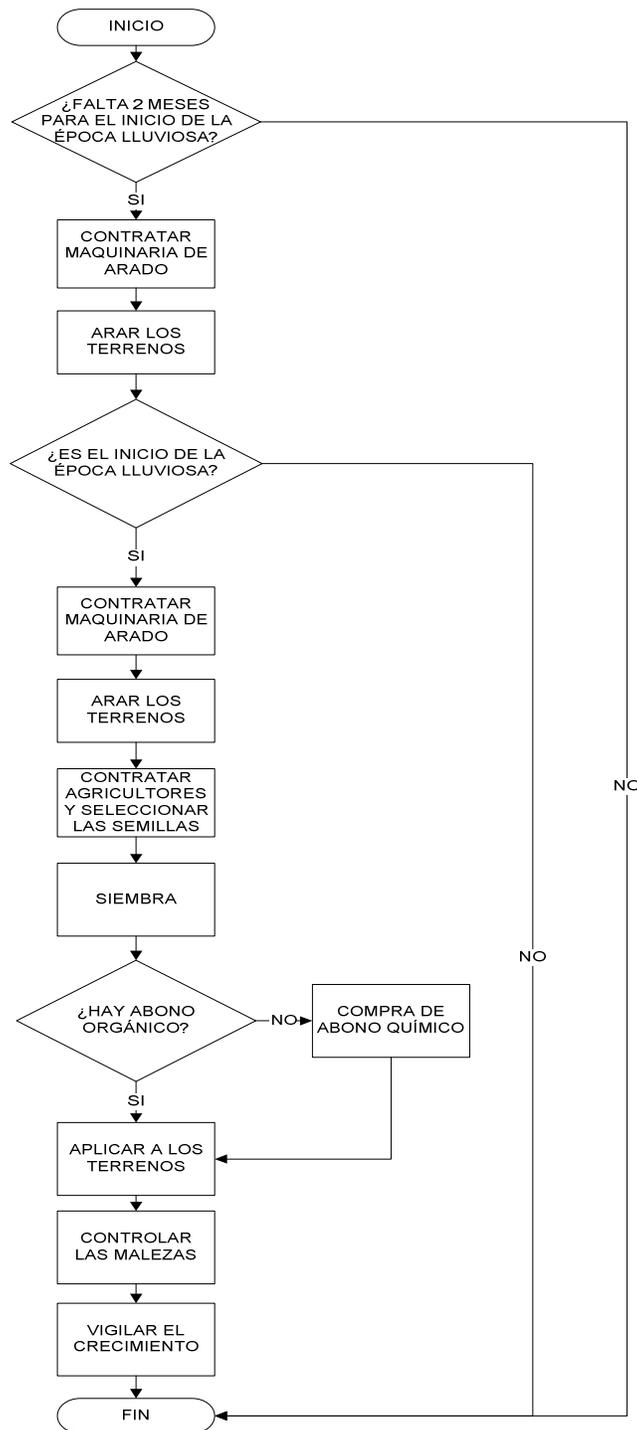 INICIO
¿FALTA 2 MESES
PARA EL INICIO DE LA
ÉPOCA LLUVIOSA?
SI
CONTRATAR
MAQUINARIA DE
ARADO
ARAR LOS
TERRENOS
¿ES EL INICIO DE LA
ÉPOCA LLUVIOSA?
SI
CONTRATAR
MAQUINARIA DE
ARADO
ARAR LOS
TERRENOS
CONTRATAR
AGRICULTORES
Y SELECCIONAR
LAS SEMILLAS
NO
SIEMBRA
NO
¿HAY ABONO
ORGÁNICO?
NO
COMPRA DE
ABONO QUÍMICO
SI
APLICAR A LOS
TERRENOS
CONTROLAR
LAS MALEZAS
VIGILAR EL
CRECIMIENTO
FIN